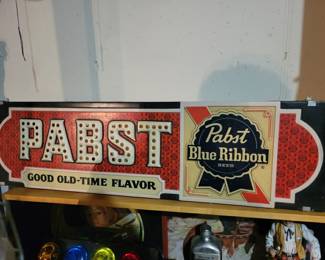 PABST
GOOD OLD-TIME FLAVOR
Pabst
Blue Ribbon
BEER